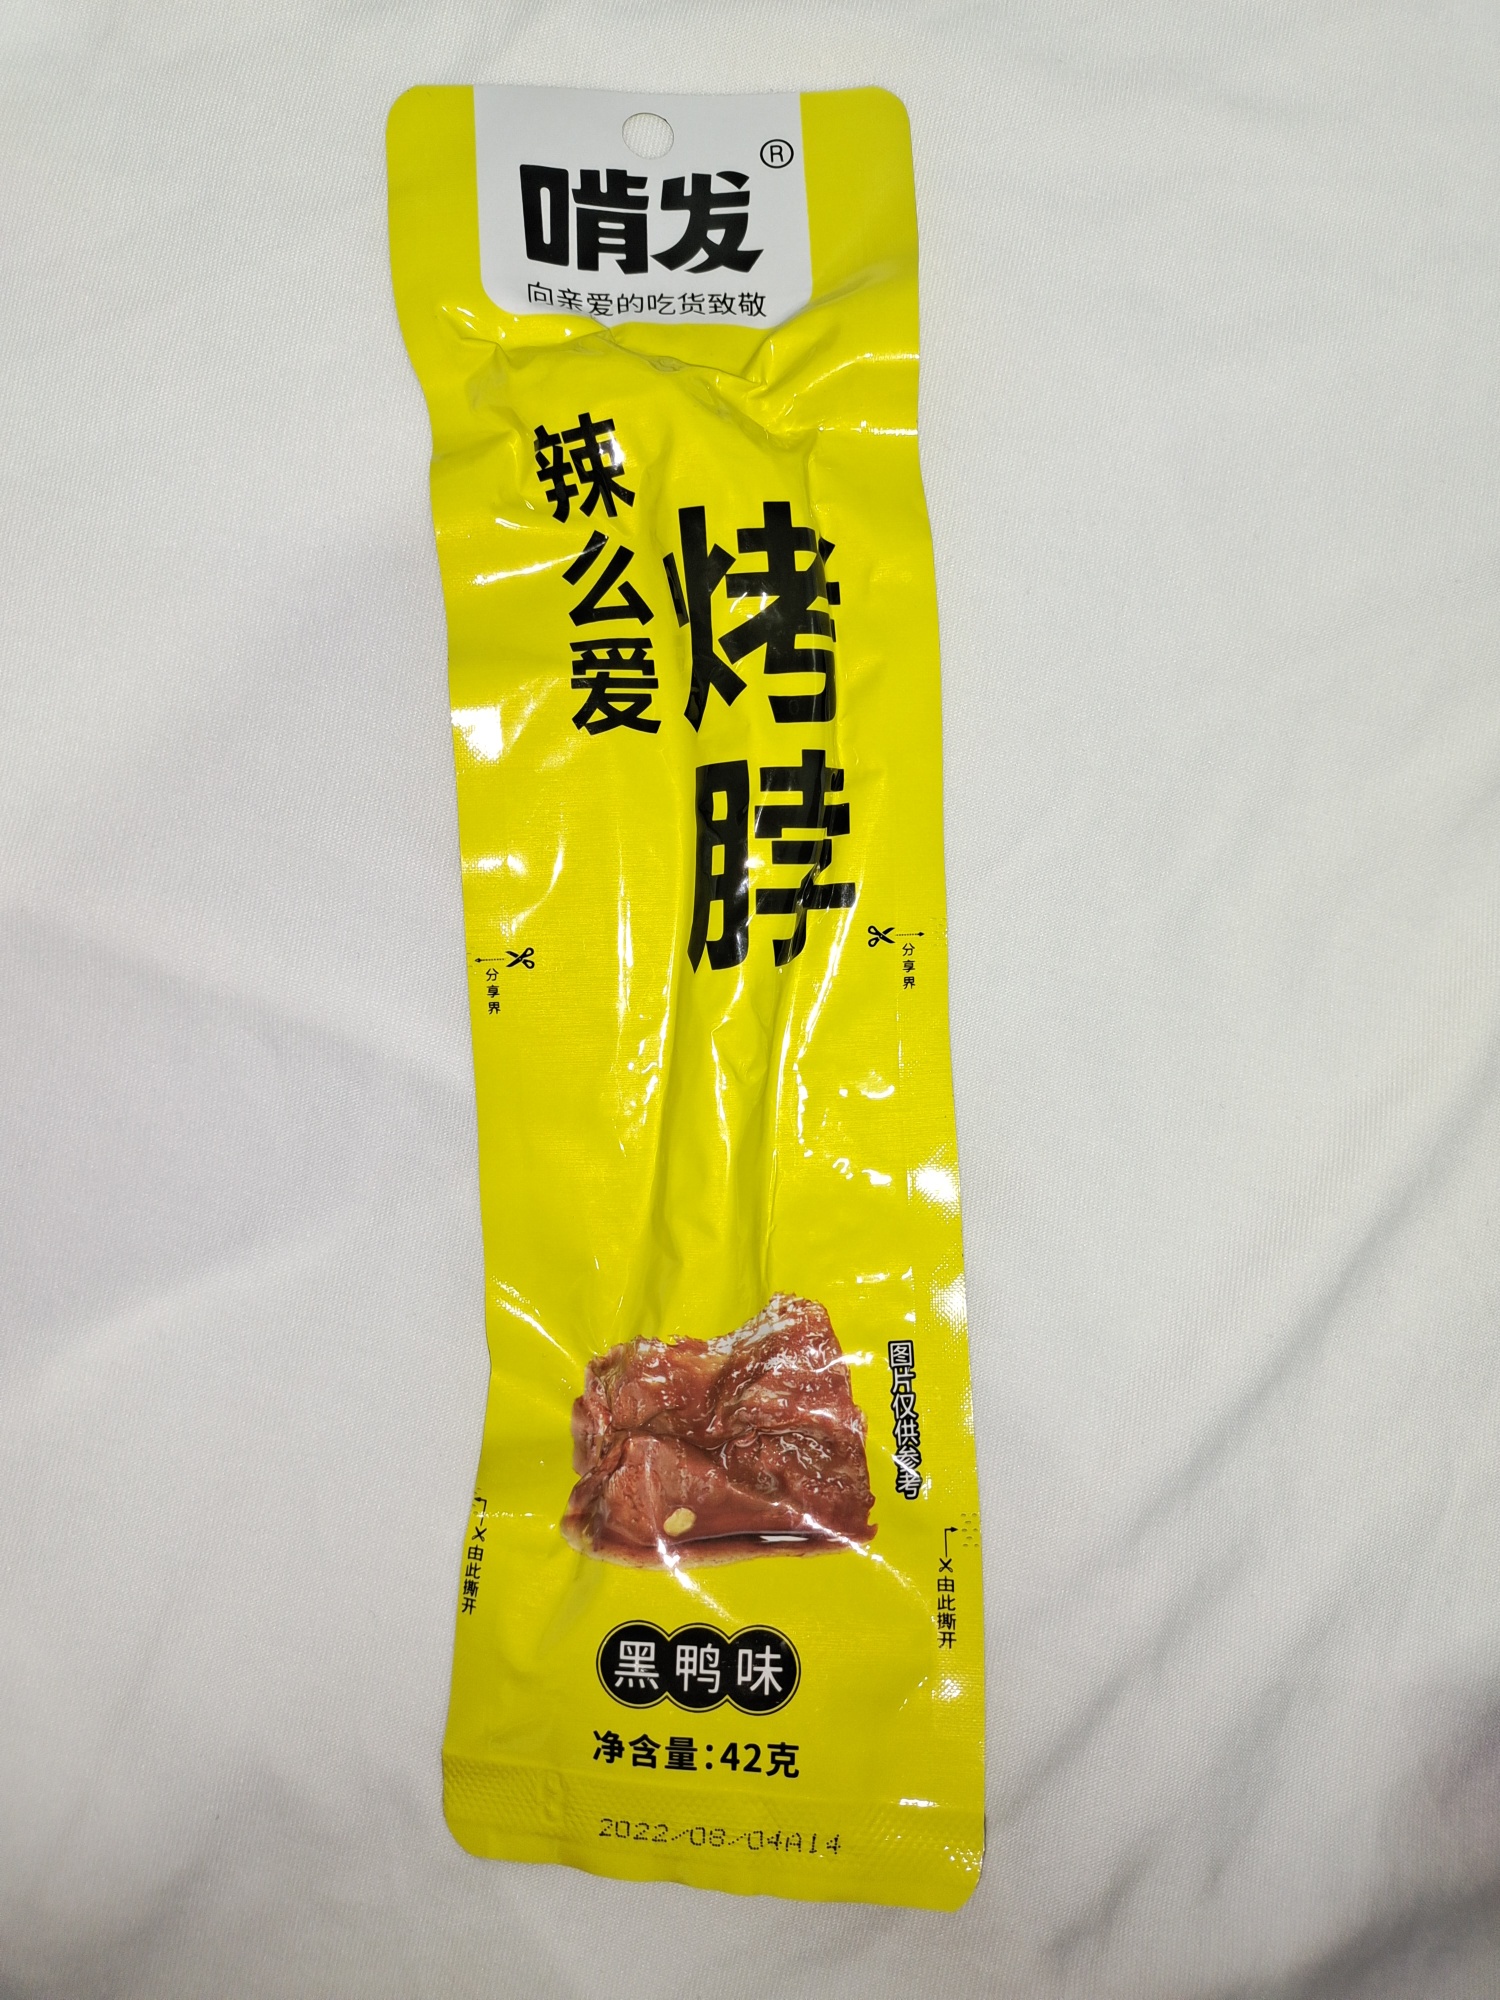 啃发®
向亲爱的吃货致敬
辣么爱
烤脖
分享界
分享界
图片仅供参考
由此撕开
由此撕开
黑鸭味
净含量:42克
2022/08/04A14